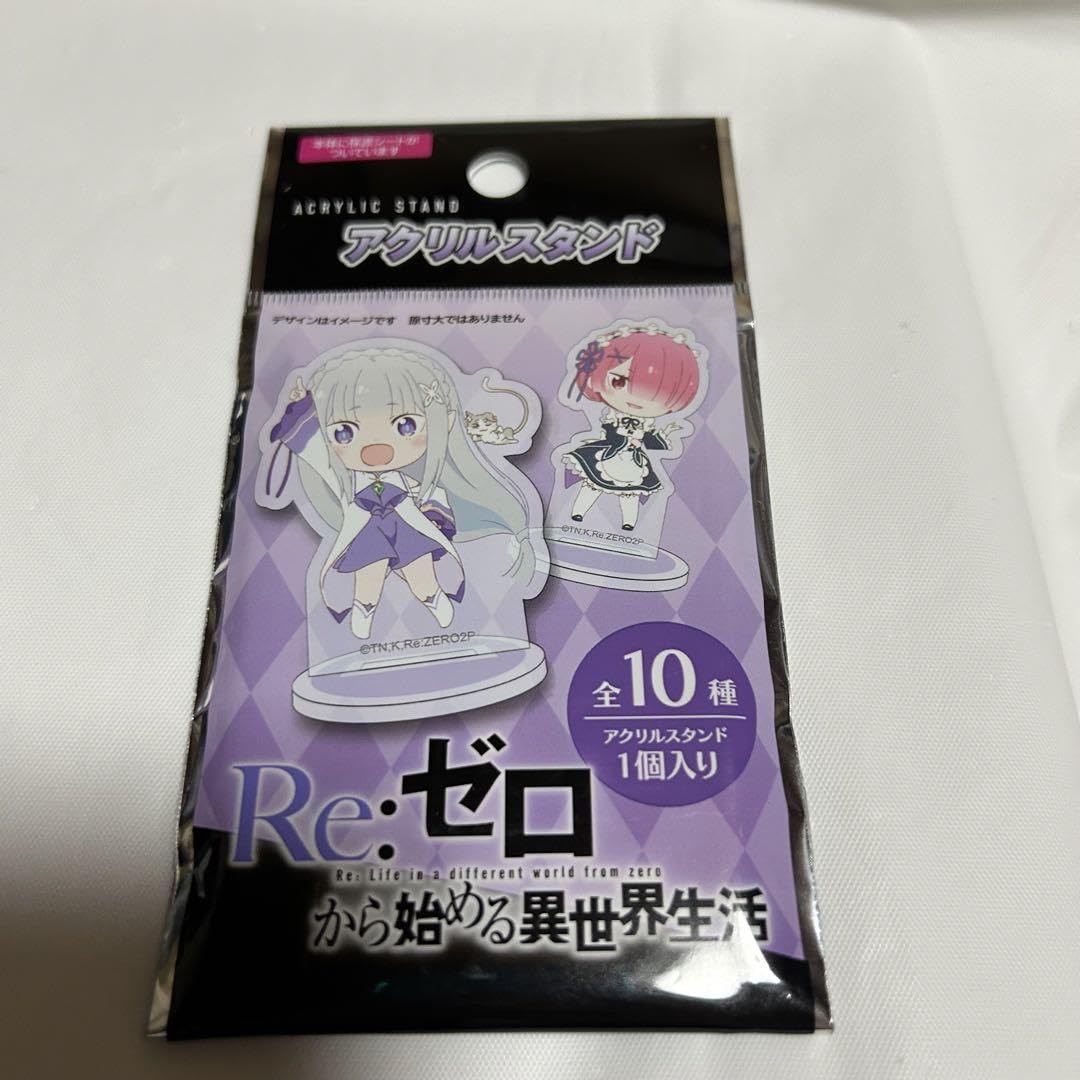 本体に保護シートが
ついています
ACRYLIC STAND
アクリルスタンド
デザインはイメージです 原寸大ではありません
©TN,K,Re:ZERO2P
©TN,K,Re:ZERO2P
全10種
アクリルスタンド
1個入り
Re:ゼロ
Re: Life in a different world from zero
から始める異世界生活